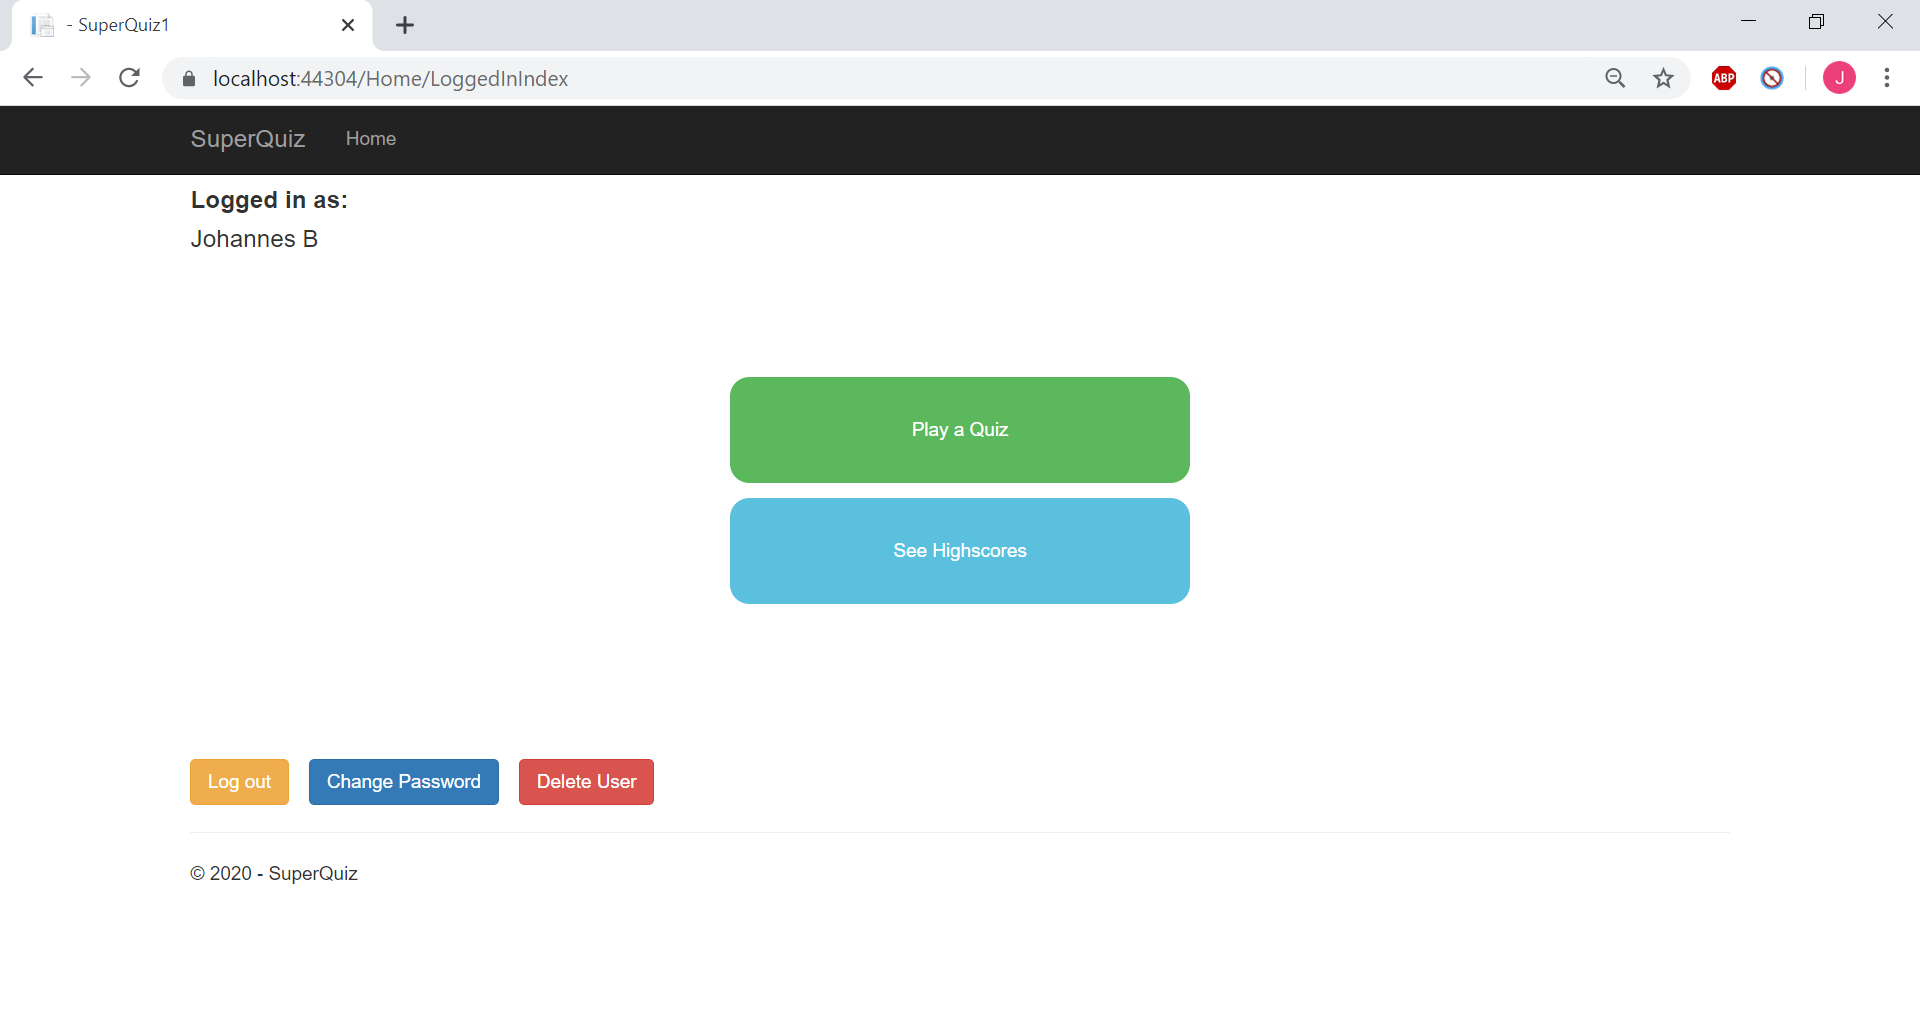 - SuperQuiz1
localhost:44304/Home/LoggedInIndex
ABP
J
SuperQuiz Home
Logged in as:
Johannes B
Play a Quiz
See Highscores
Log out Change Password Delete User
© 2020 - SuperQuiz